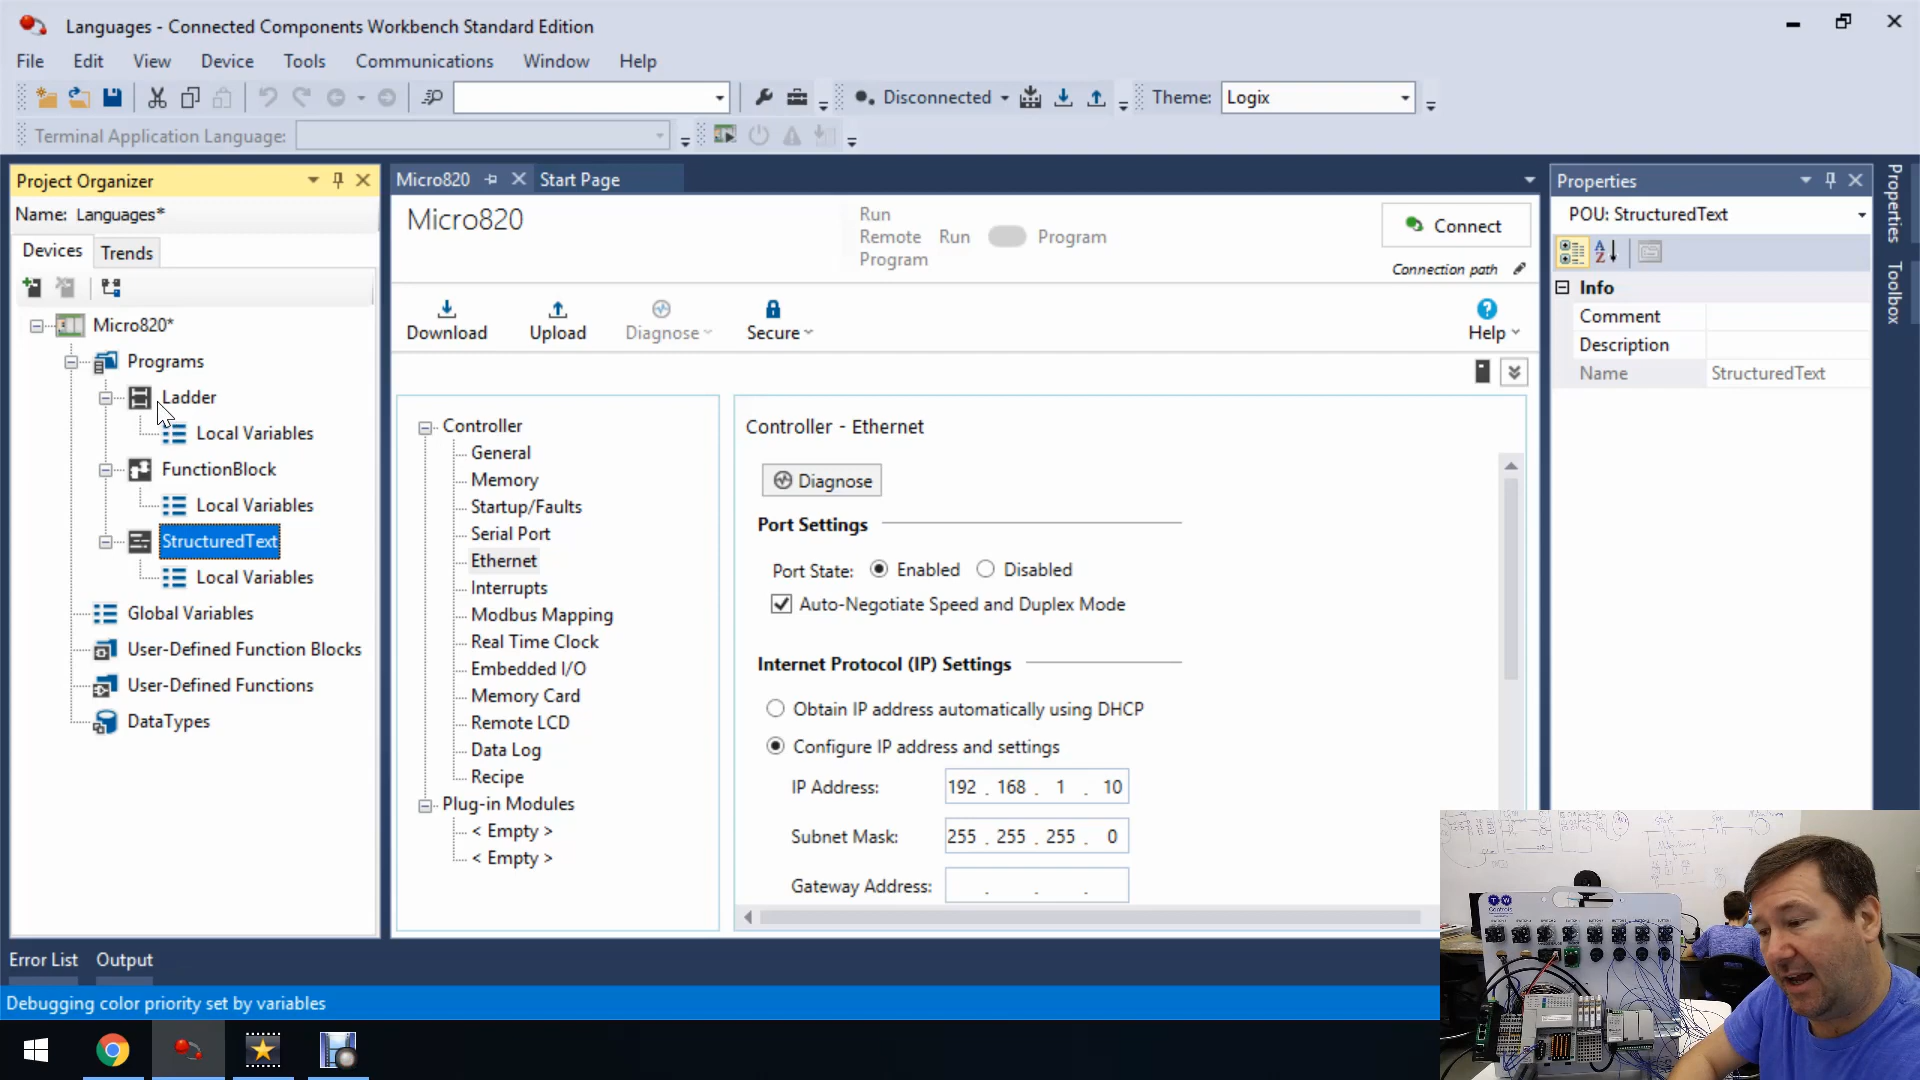 Languages - Connected Components Workbench Standard Edition
File Edit View Device Tools Communications Window Help
Disconnected Theme: Logix
Terminal Application Language:
Project Organizer
Name: Languages*
Devices Trends
Micro820*
Programs
Ladder
Local Variables
FunctionBlock
Local Variables
StructuredText
Local Variables
Global Variables
User-Defined Function Blocks
User-Defined Functions
DataTypes
Micro820 Start Page
Micro820
Run
Remote Run Program
Program
Connect
Connection path
Download Upload Diagnose Secure Help
Controller
General
Memory
Startup/Faults
Serial Port
Ethernet
Interrupts
Modbus Mapping
Real Time Clock
Embedded I/O
Memory Card
Remote LCD
Data Log
Recipe
Plug-in Modules
< Empty >
< Empty >
Controller - Ethernet
Diagnose
Port Settings
Port State: Enabled Disabled
Auto-Negotiate Speed and Duplex Mode
Internet Protocol (IP) Settings
Obtain IP address automatically using DHCP
Configure IP address and settings
IP Address: 192 . 168 . 1 . 10
Subnet Mask: 255 . 255 . 255 . 0
Gateway Address: . . .
Properties
POU: StructuredText
Info
Comment
Description
Name StructuredText
Properties
Toolbox
Error List Output
Debugging color priority set by variables
TW
Controls